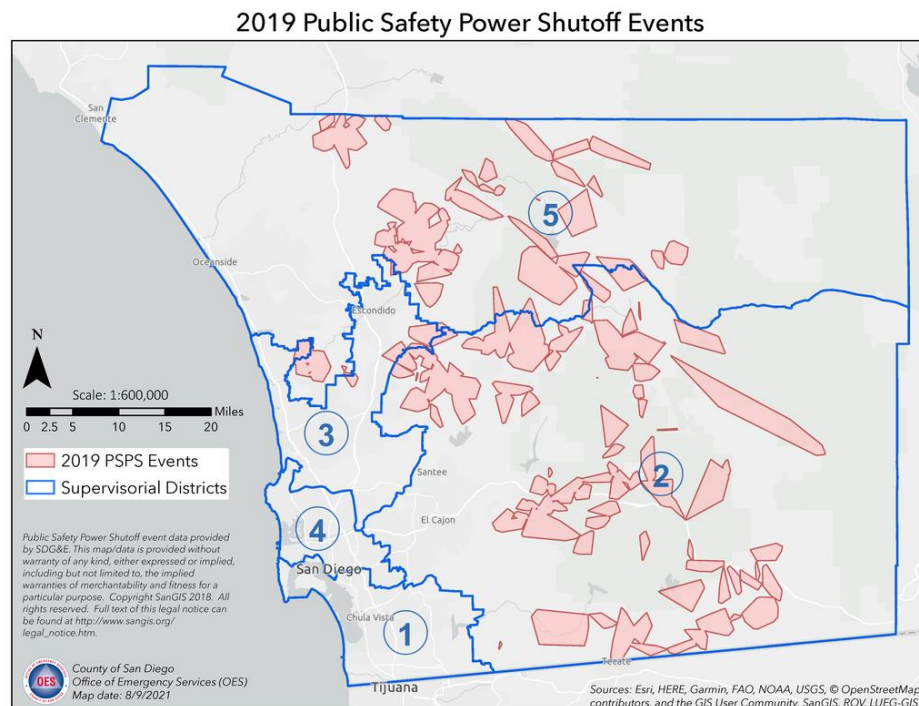 2019 Public Safety Power Shutoff Events
San
Clemente
5
Oceanside
Escondido
N
Scale: 1:600,000
Miles
0 2.5 5 10 15 20
3
2019 PSPS Events
Supervisorial Districts
Santee
2
El Cajon
4
Public Safety Power Shutoff event data provided
by SDG&E. This map/data is provided without
warranty of any kind, either expressed or implied,
including but not limited to, the implied
warranties of merchantability and fitness for a
particular purpose. Copyright SanGIS 2018. All
rights reserved. Full text of this legal notice can
be found at http://www.sangis.org/
legal_notice.htm.
San Diego
Chula Vista
1
Tecate
Tijuana
County of San Diego
Office of Emergency Services (OES)
Map date: 8/9/2021
OES
Sources: Esri, HERE, Garmin, FAO, NOAA, USGS, © OpenStreetMap
contributors, and the GIS User Community, SanGIS, ROV, LUEG-GIS